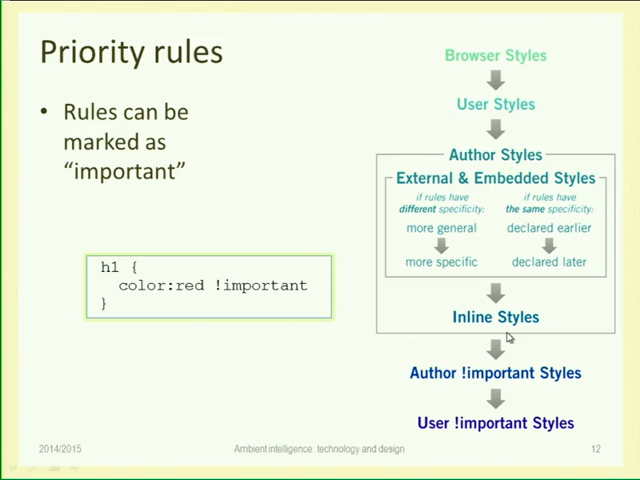 Priority rules
• Rules can be
marked as
“important”
h1 {
color:red !important
}
Browser Styles
User Styles
Author Styles
External & Embedded Styles
if rules have
different specificity:
more general
more specific
if rules have
the same specificity:
declared earlier
declared later
Inline Styles
Author !important Styles
User !important Styles
2014/2015
Ambient intelligence: technology and design
12